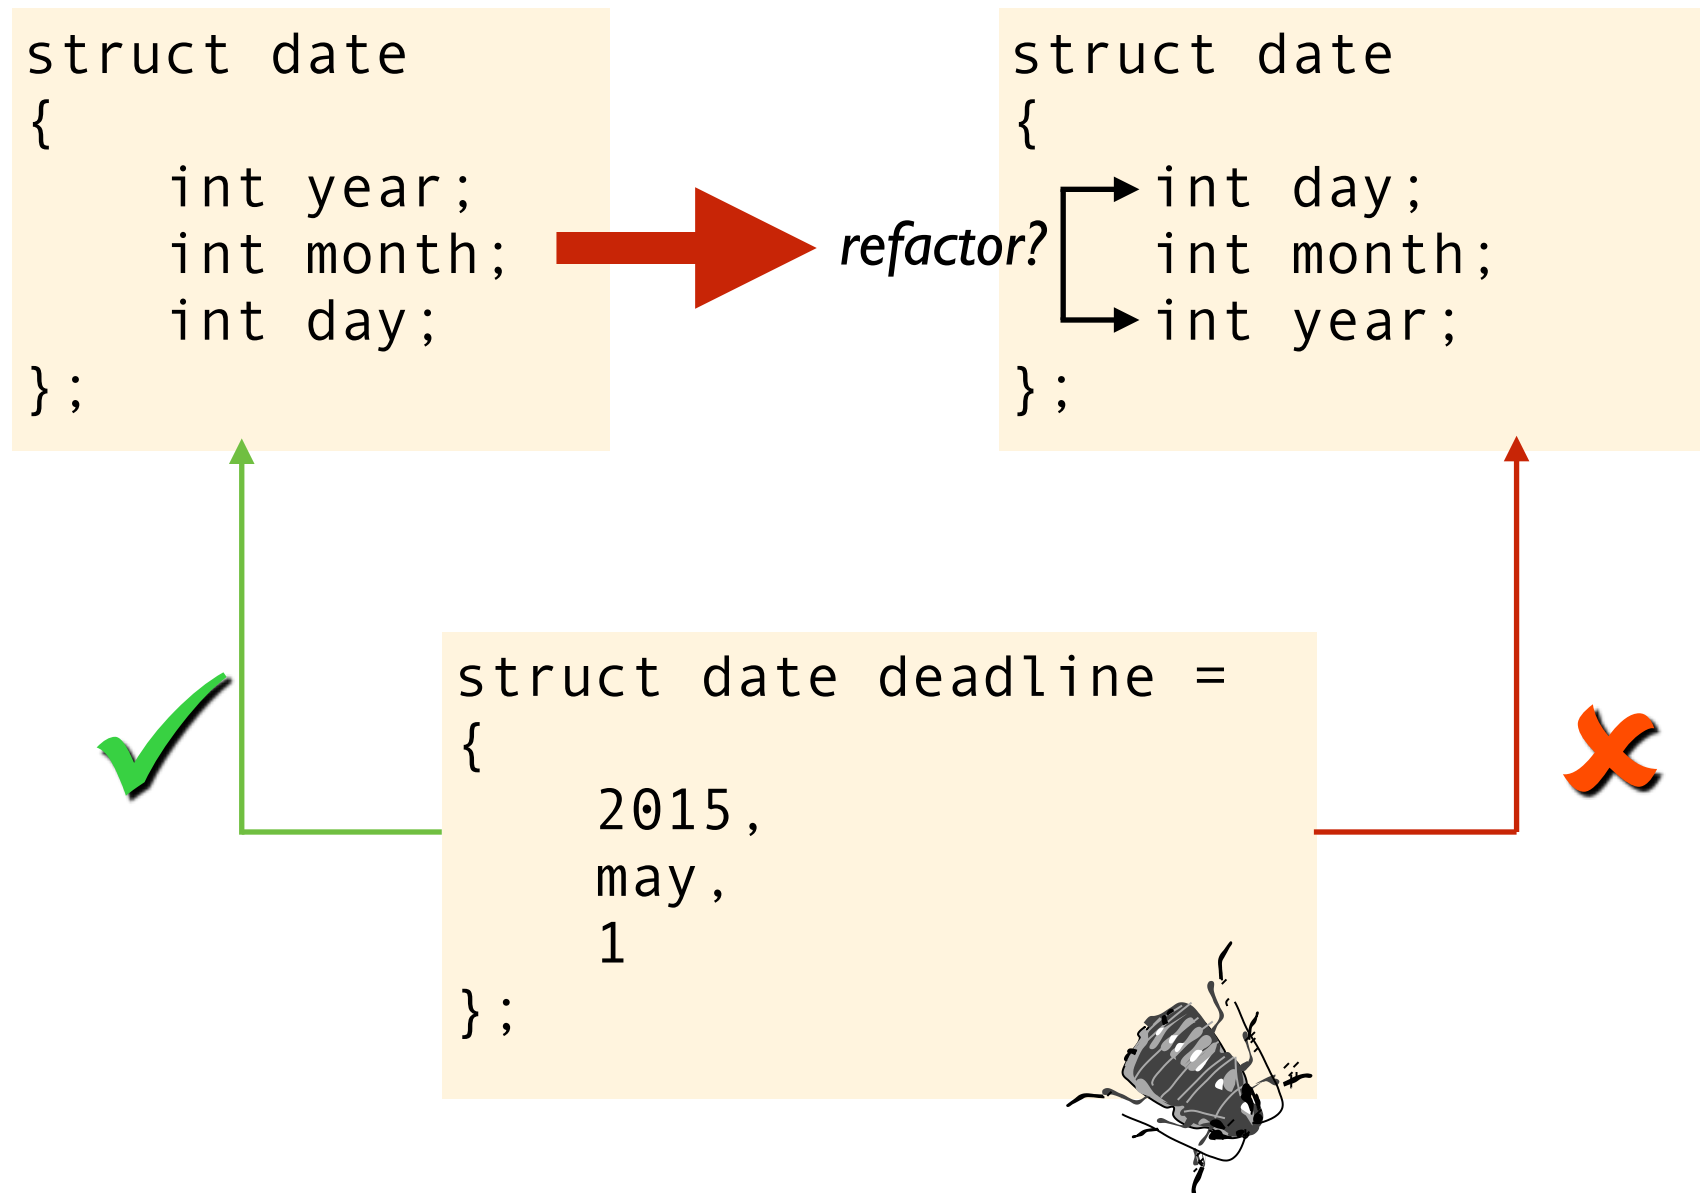 struct date
{
    int year;
    int month;
    int day;
};
refactor?
struct date
{
    int day;
    int month;
    int year;
};
struct date deadline =
{
    2015,
    may,
    1
};